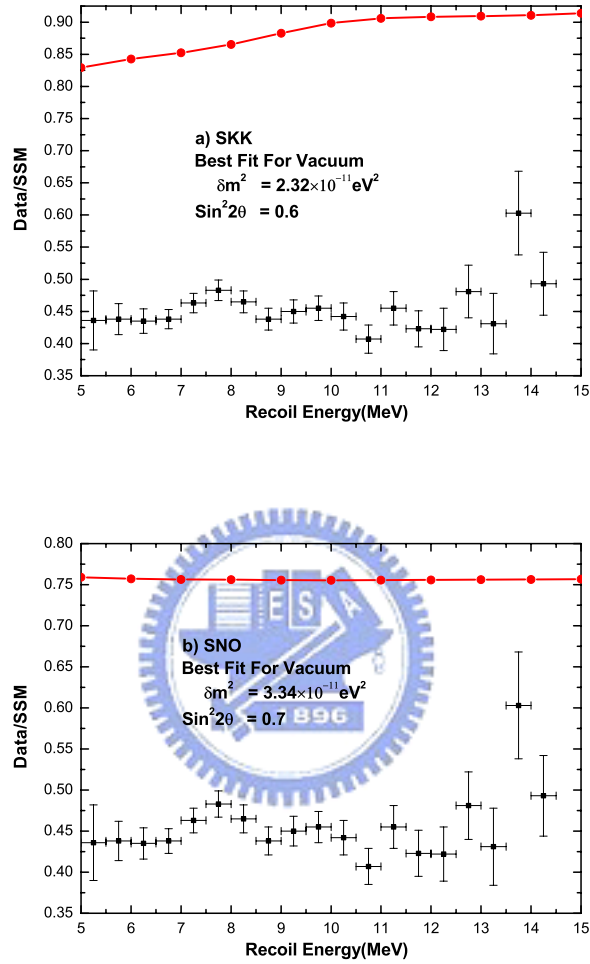 0.90
0.85
0.80
0.75
0.70
0.65
0.60
0.55
0.50
0.45
0.40
0.35
Data/SSM
a) SKK
Best Fit For Vacuum
δm² = 2.32×10⁻¹¹eV²
Sin²2θ = 0.6
5 6 7 8 9 10 11 12 13 14 15
Recoil Energy(MeV)
0.80
0.75
0.70
0.65
0.60
0.55
0.50
0.45
0.40
0.35
Data/SSM
E S A
b) SNO
Best Fit For Vacuum
δm² = 3.34×10⁻¹¹eV²
Sin²2θ = 0.7
1896
5 6 7 8 9 10 11 12 13 14 15
Recoil Energy(MeV)